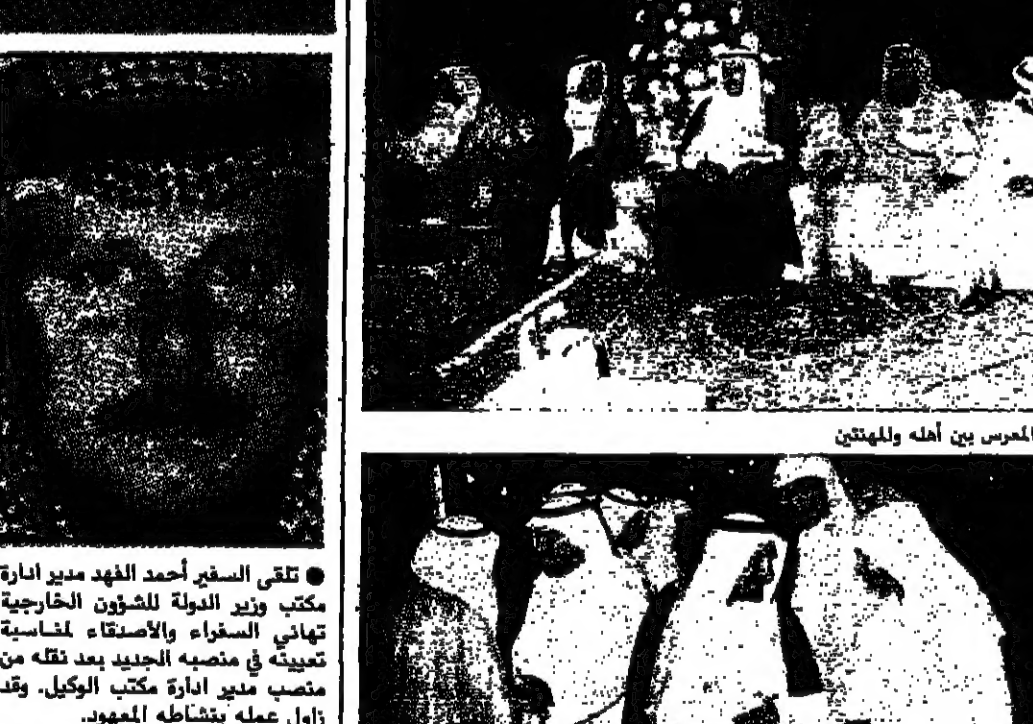 المعرس بين أهله والمهنئين
● تلقى السفير أحمد الفهد مدير ادارة
مكتب وزير الدولة للشؤون الخارجية
تهاني السفراء والأصدقاء لمناسبة
تعيينه في منصبه الجديد بعد نقله من
منصب مدير ادارة مكتب الوكيل. وقد
زاول عمله بنشاطه المعهود.